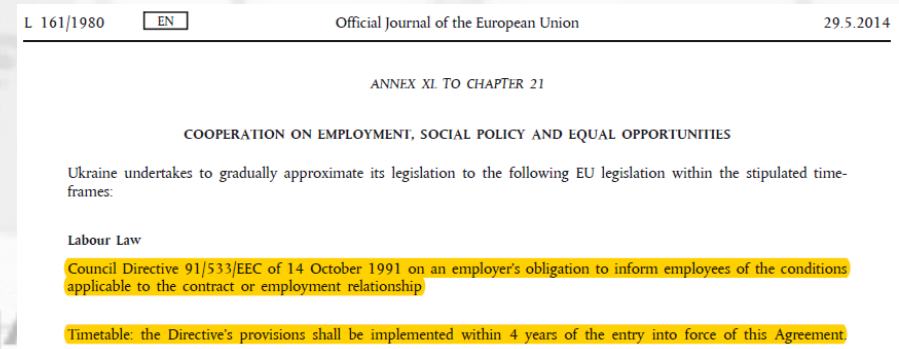 L 161/1980 EN Official Journal of the European Union 29.5.2014
ANNEX XL TO CHAPTER 21
COOPERATION ON EMPLOYMENT, SOCIAL POLICY AND EQUAL OPPORTUNITIES
Ukraine undertakes to gradually approximate its legislation to the following EU legislation within the stipulated time-
frames:
Labour Law
Council Directive 91/533/EEC of 14 October 1991 on an employer's obligation to inform employees of the conditions
applicable to the contract or employment relationship
Timetable: the Directive's provisions shall be implemented within 4 years of the entry into force of this Agreement.